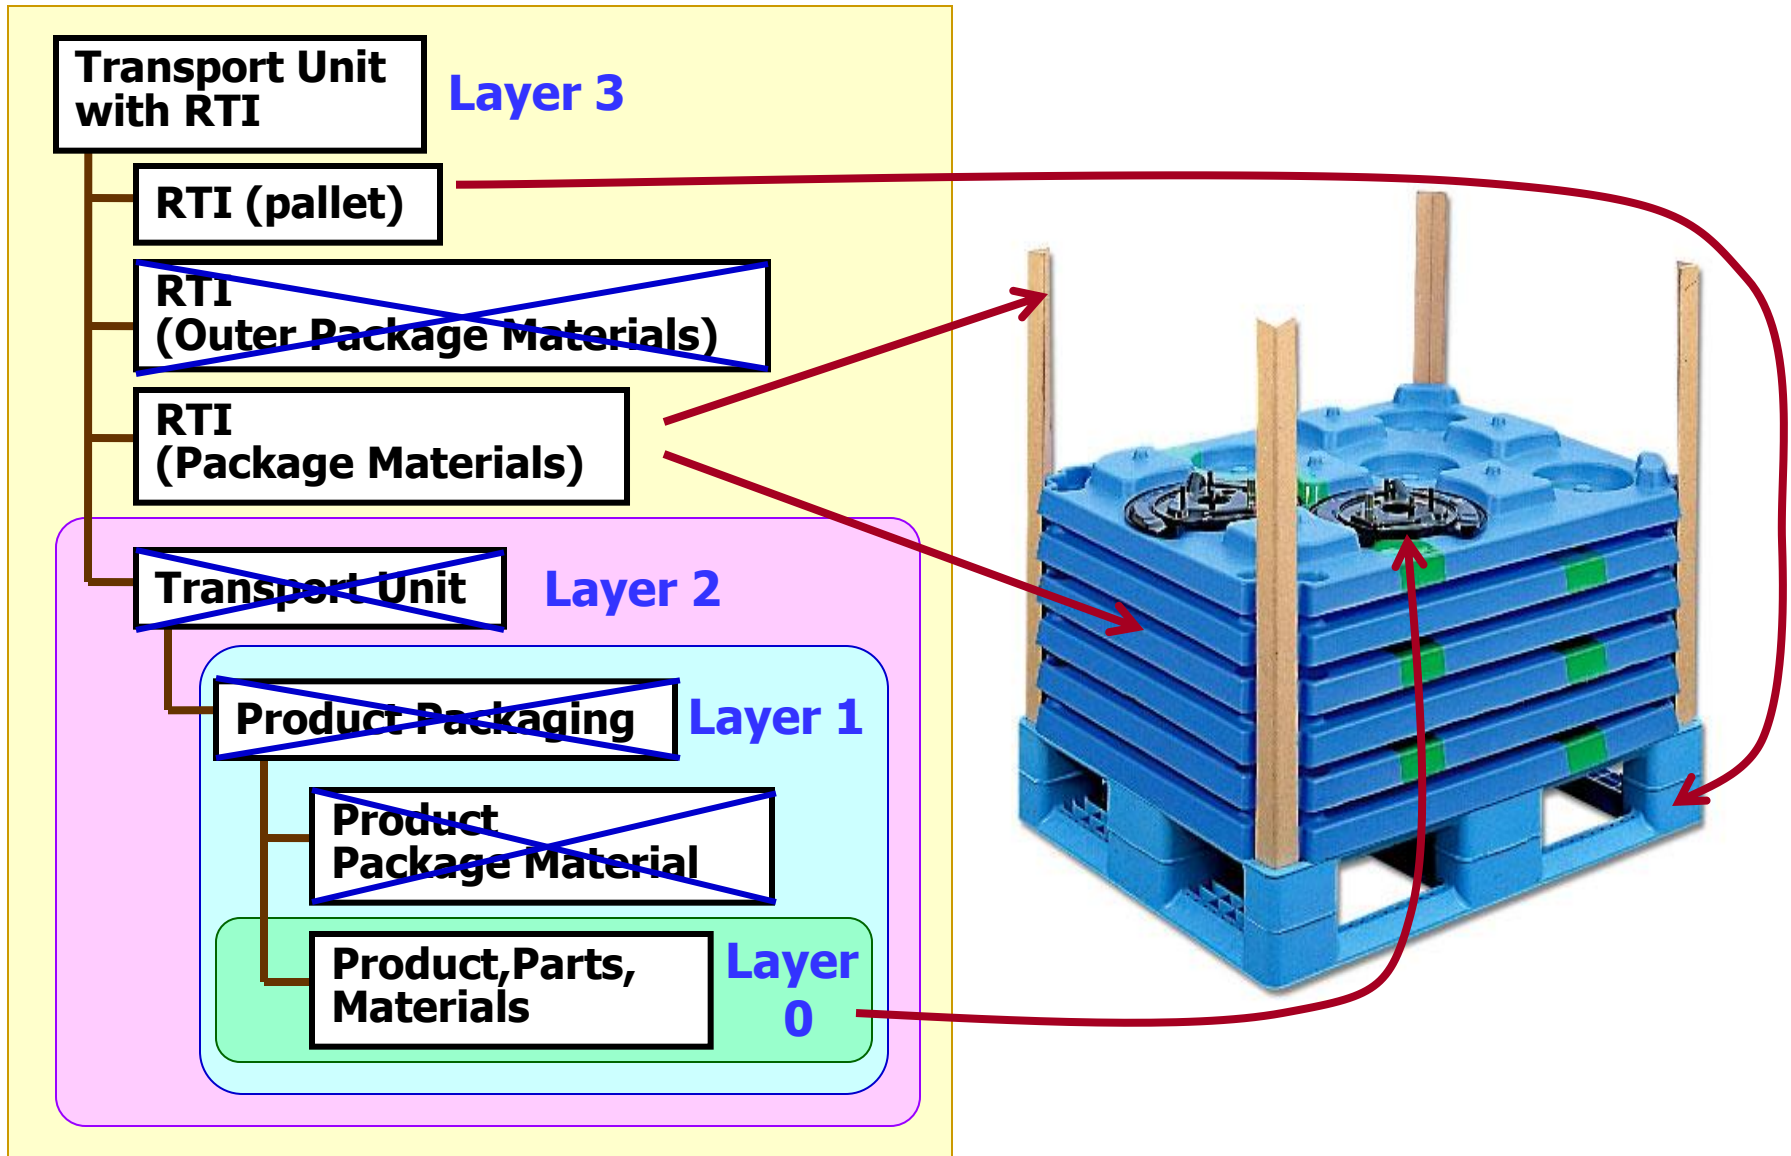 Transport Unit
with RTI
Layer 3
RTI (pallet)
RTI
(Outer Package Materials)
RTI
(Package Materials)
Transport Unit
Layer 2
Product Packaging
Layer 1
Product
Package Material
Product,Parts,
Materials
Layer
0